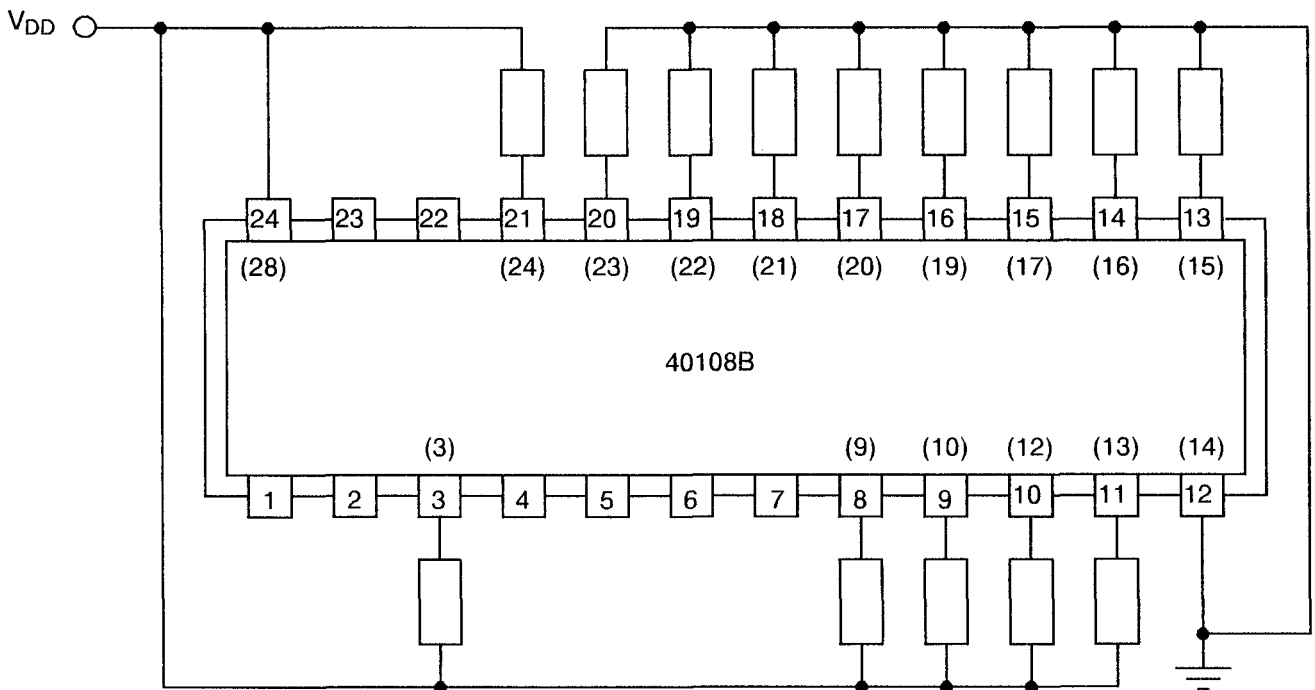 VDD
24 23 22 21 20 19 18 17 16 15 14 13
(28) (24) (23) (22) (21) (20) (19) (17) (16) (15)
40108B
(3) (9) (10) (12) (13) (14)
1 2 3 4 5 6 7 8 9 10 11 12